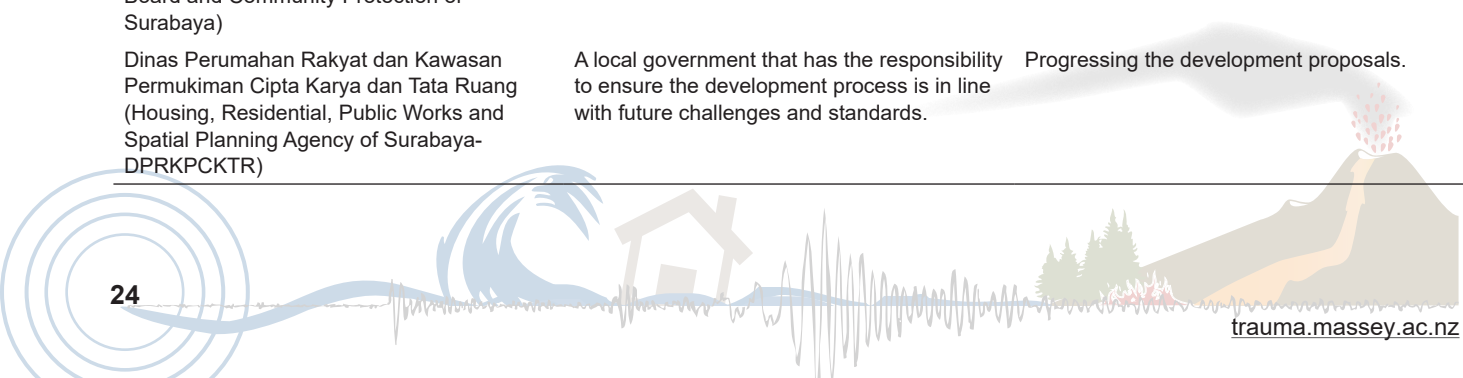 Board and Community Protection of
Surabaya)
Dinas Perumahan Rakyat dan Kawasan
Permukiman Cipta Karya dan Tata Ruang
(Housing, Residential, Public Works and
Spatial Planning Agency of Surabaya-
DPRKPCKTR)
A local government that has the responsibility
to ensure the development process is in line
with future challenges and standards.
Progressing the development proposals.
24
trauma.massey.ac.nz